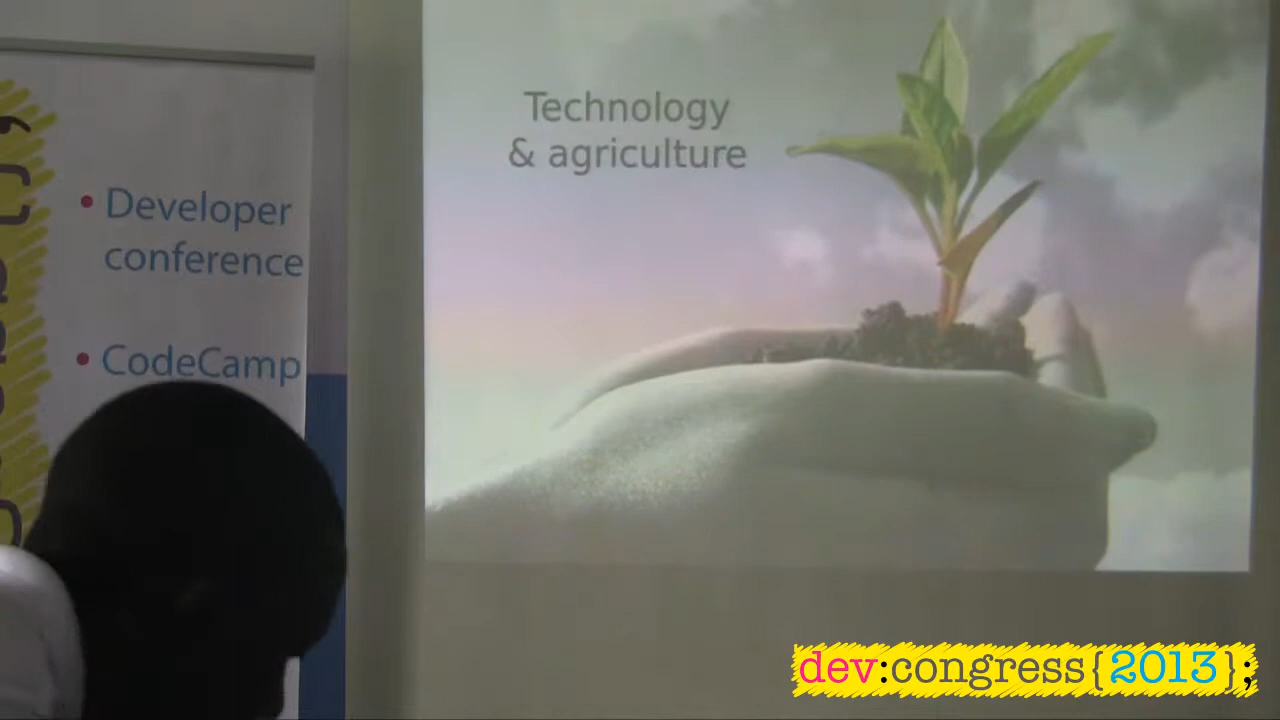 Technology
& agriculture
• Developer
conference
• CodeCamp
dev:congress{2013};